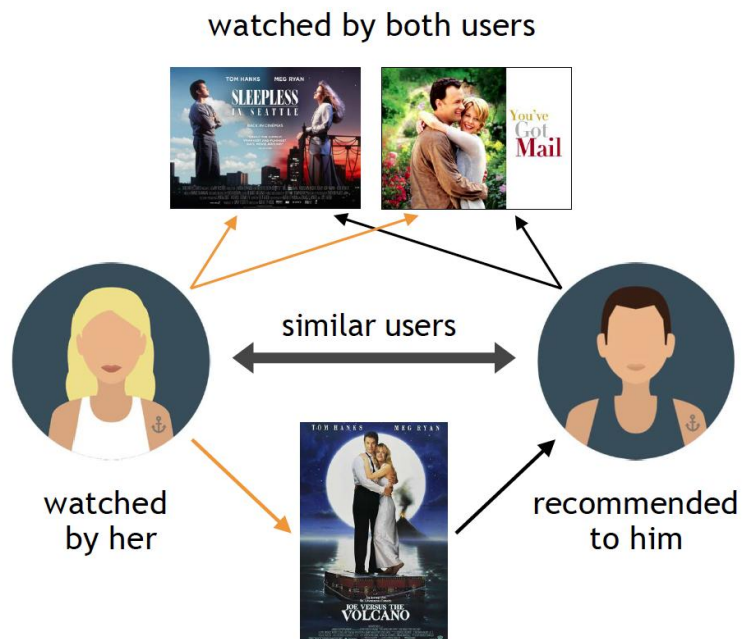 watched by both users
TOM HANKS MEG RYAN
SLEEPLESS
IN SEATTLE
You've
Got
Mail
similar users
TOM HANKS MEG RYAN
watched
by her
recommended
to him
JOE VERSUS THE
VOLCANO